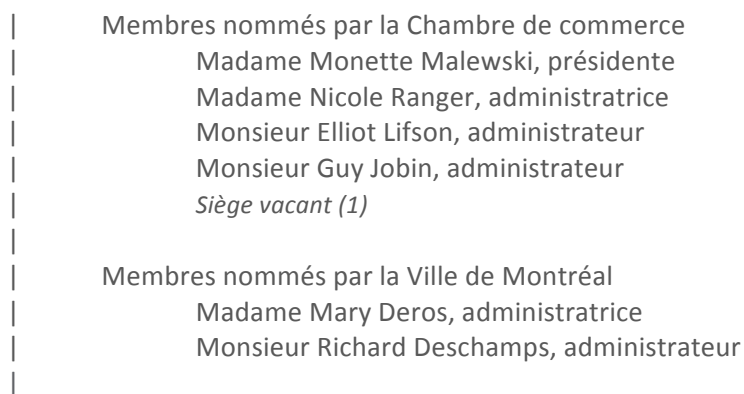 Membres nommés par la Chambre de commerce
Madame Monette Malewski, présidente
Madame Nicole Ranger, administratrice
Monsieur Elliot Lifson, administrateur
Monsieur Guy Jobin, administrateur
Siège vacant (1)
Membres nommés par la Ville de Montréal
Madame Mary Deros, administratrice
Monsieur Richard Deschamps, administrateur